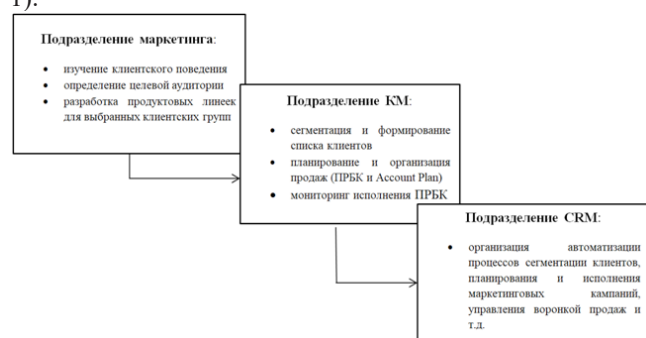 1).
Подразделение маркетинга:
• изучение клиентского поведения
• определение целевой аудитории
• разработка продуктовых линеек
для выбранных клиентских групп
Подразделение КМ:
• сегментация и формирование
списка клиентов
• планирование и организация
продаж (ПРБК и Account Plan)
• мониторинг исполнения ПРБК
Подразделение CRM:
• организация автоматизации
процессов сегментации клиентов,
планирования и исполнения
маркетинговых кампаний,
управления воронкой продаж и
т.д.